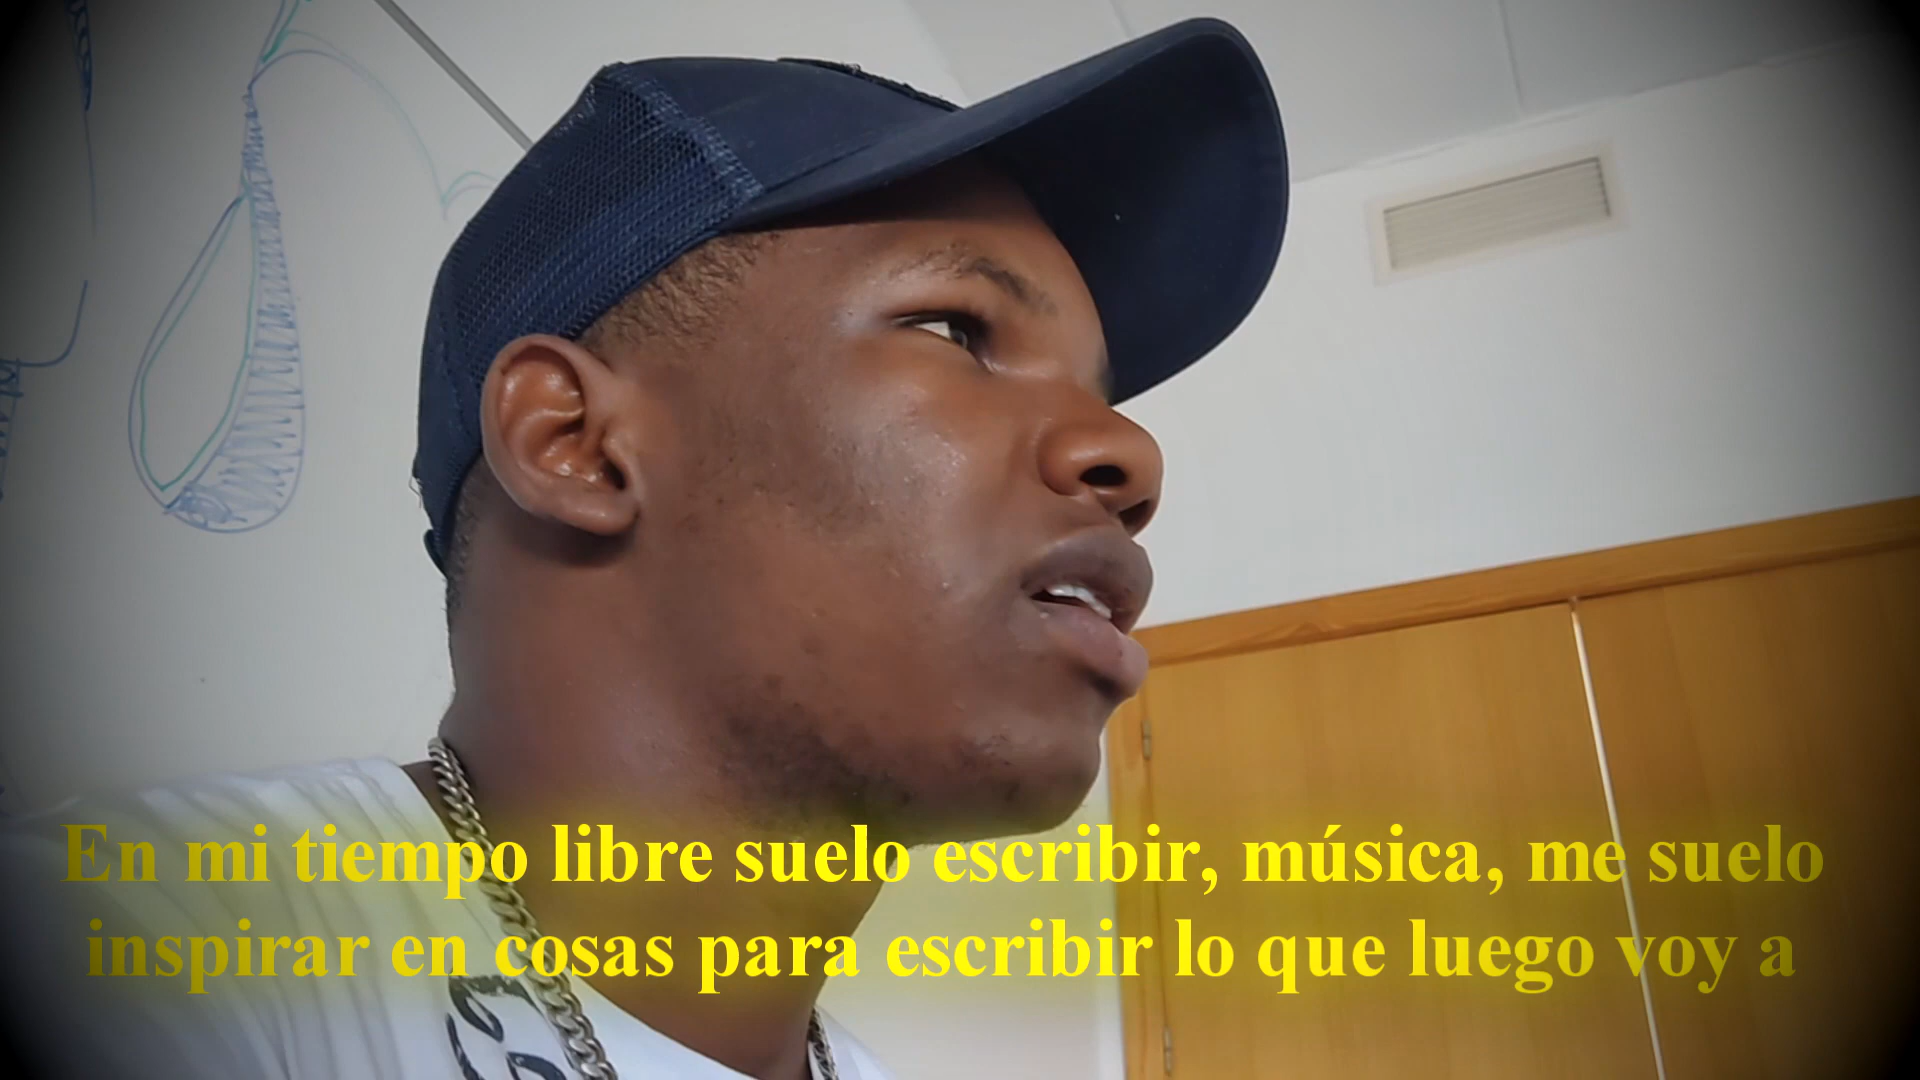 En mi tiempo libre suelo escribir, música, me suelo
inspirar en cosas para escribir lo que luego voy a